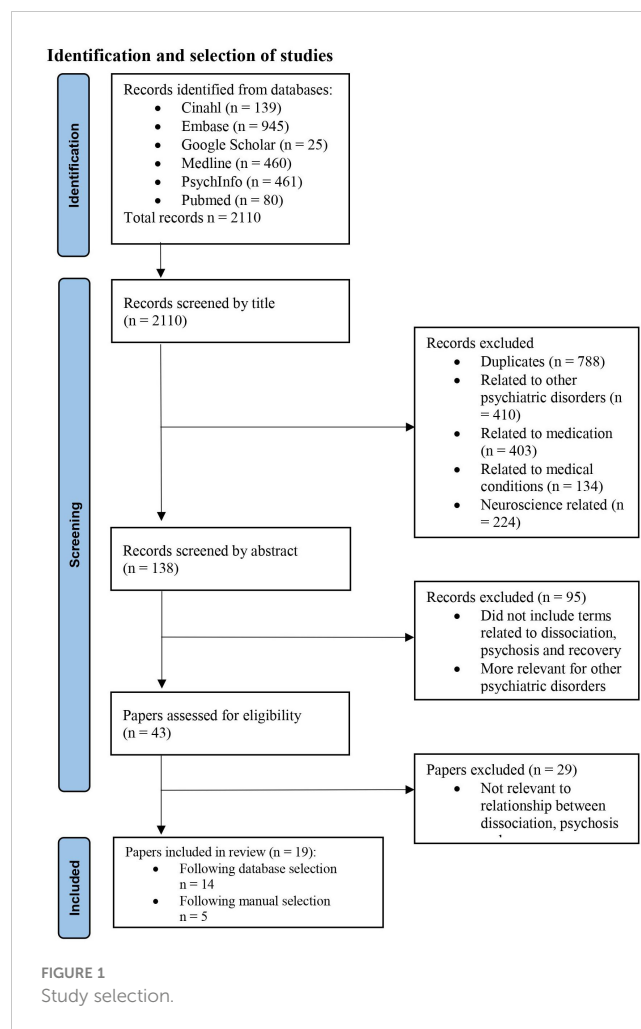 Identification and selection of studies
Identification
Records identified from databases:
• Cinahl (n = 139)
• Embase (n = 945)
• Google Scholar (n = 25)
• Medline (n = 460)
• PsychInfo (n = 461)
• Pubmed (n = 80)
Total records n = 2110
Screening
Records screened by title
(n = 2110)
Records excluded
• Duplicates (n = 788)
• Related to other
psychiatric disorders (n
= 410)
• Related to medication
(n = 403)
• Related to medical
conditions (n = 134)
• Neuroscience related (n
= 224)
Records screened by abstract
(n = 138)
Records excluded (n = 95)
• Did not include terms
related to dissociation,
psychosis and recovery
• More relevant for other
psychiatric disorders
Papers assessed for eligibility
(n = 43)
Papers excluded (n = 29)
• Not relevant to
relationship between
dissociation, psychosis
Included
Papers included in review (n = 19):
• Following database selection
n = 14
• Following manual selection
n = 5
FIGURE 1
Study selection.